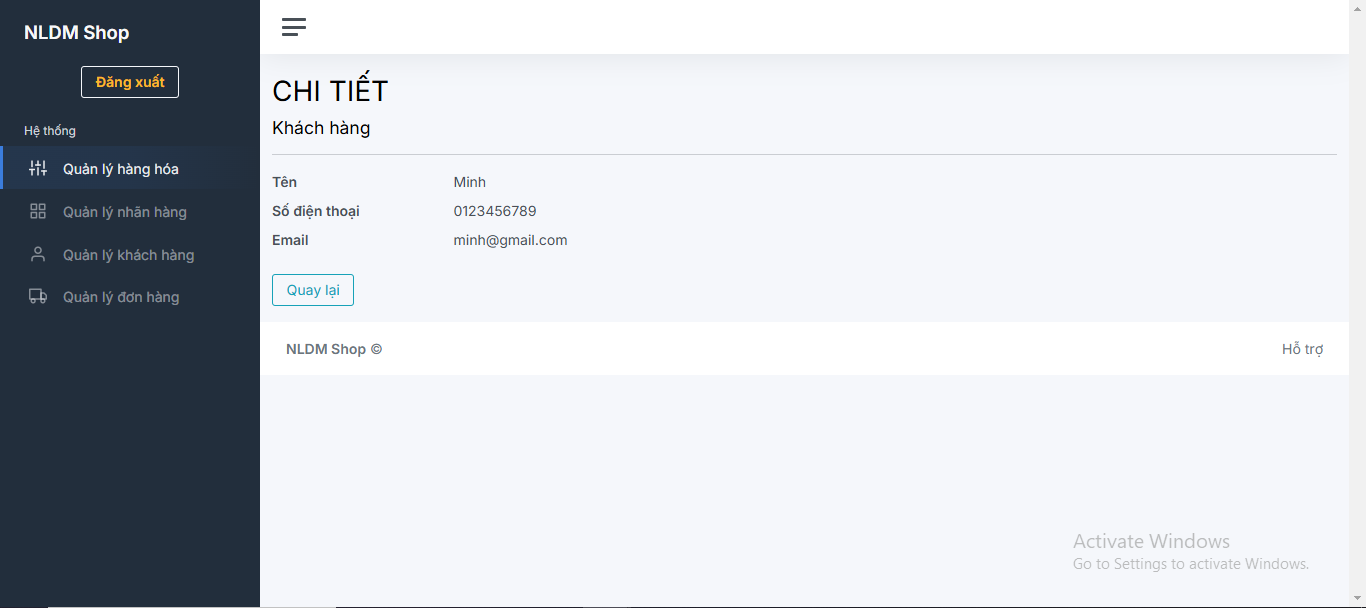 NLDM Shop
Đăng xuất
Hệ thống
Quản lý hàng hóa
Quản lý nhãn hàng
Quản lý khách hàng
Quản lý đơn hàng
CHI TIẾT
Khách hàng
Tên Minh
Số điện thoại 0123456789
Email minh@gmail.com
Quay lại
NLDM Shop © Hỗ trợ
Activate Windows
Go to Settings to activate Windows.